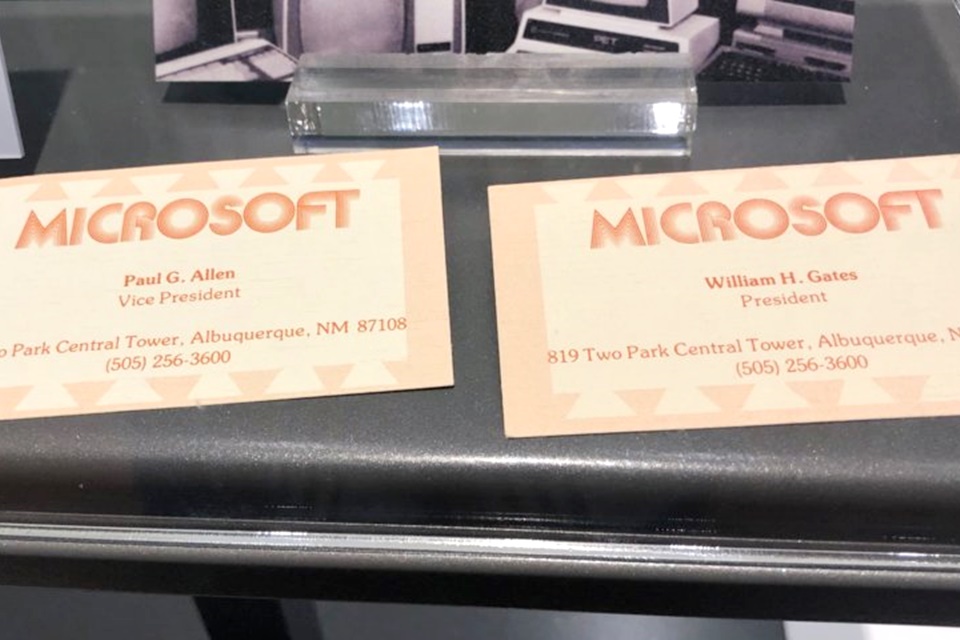 PET
MICROSOFT
Paul G. Allen
Vice President
Park Central Tower, Albuquerque, NM 87108
(505) 256-3600
MICROSOFT
William H. Gates
President
819 Two Park Central Tower, Albuquerque, N
(505) 256-3600